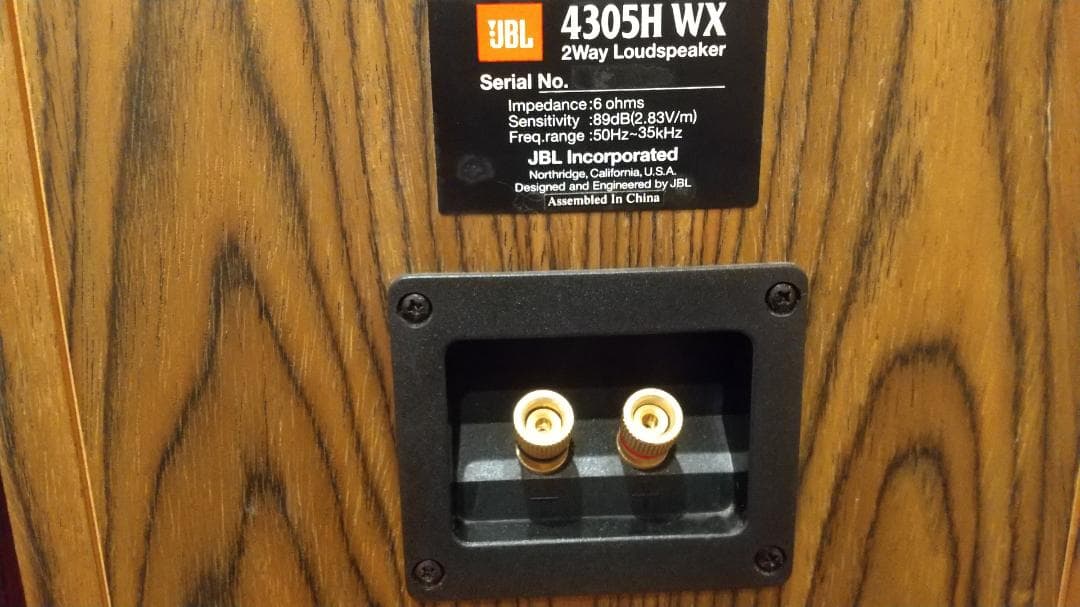 JBL
4305H WX
2Way Loudspeaker
Serial No.
Impedance:6 ohms
Sensitivity :89dB(2.83V/m)
Freq.range :50Hz~35kHz
JBL Incorporated
Northridge, California, U.S.A.
Designed and Engineered by JBL
Assembled In China